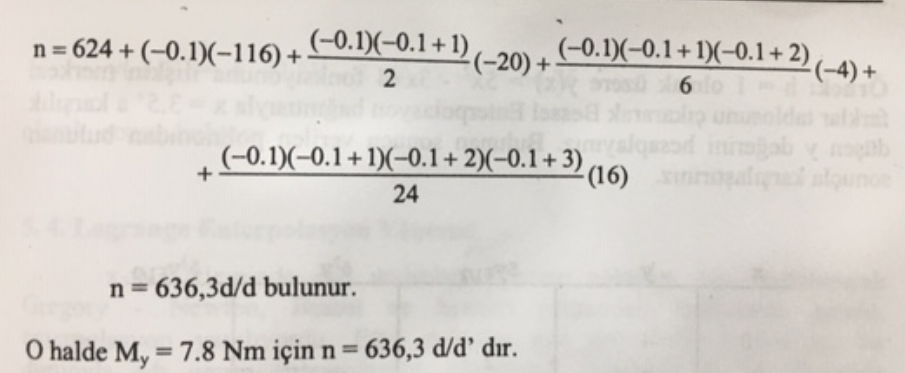 n = 624 + (−0.1)(−116) + (−0.1)(−0.1 + 1)/2 (−20) + (−0.1)(−0.1 + 1)(−0.1 + 2)/6 (−4) +
+ (−0.1)(−0.1 + 1)(−0.1 + 2)(−0.1 + 3)/24 (16)
n = 636,3d/d bulunur.
O halde My = 7.8 Nm için n = 636,3 d/d' dır.